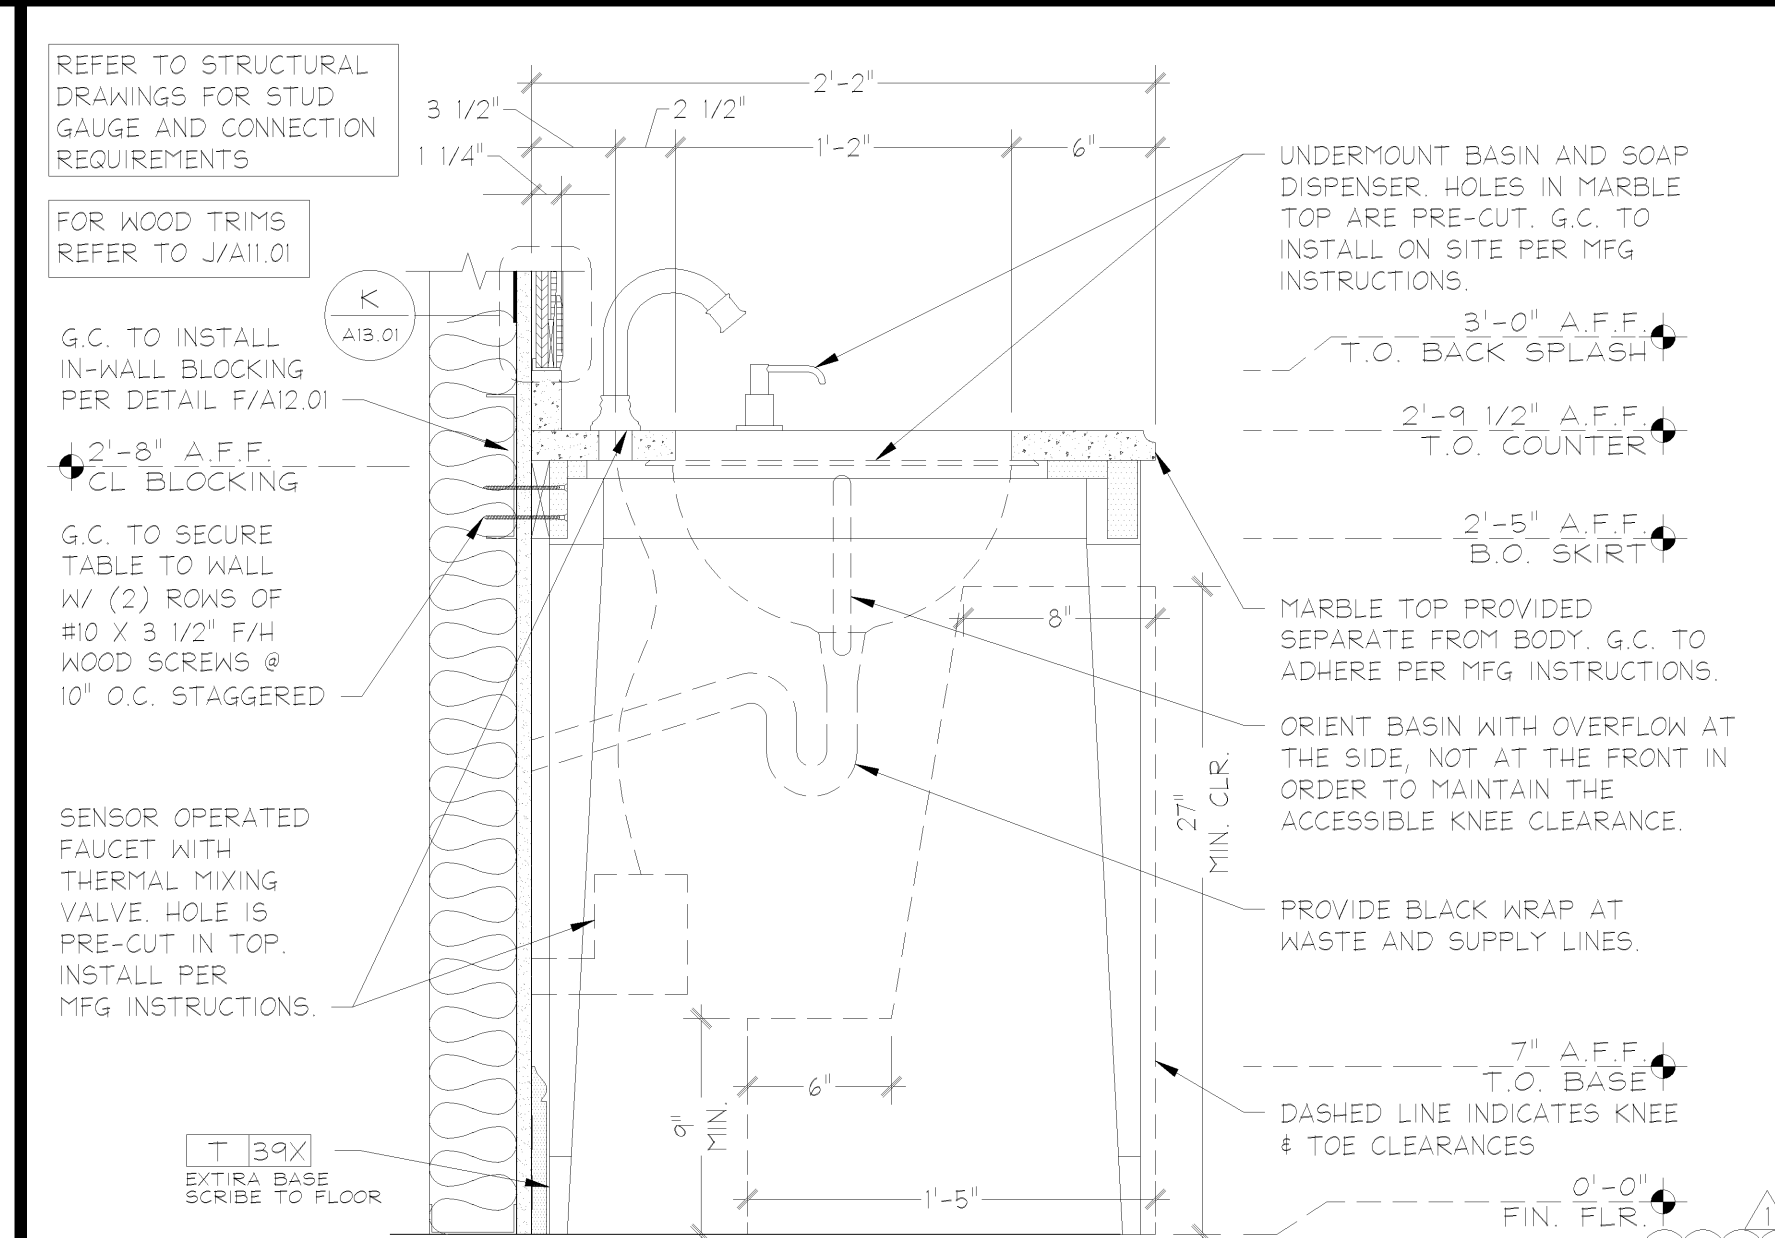 REFER TO STRUCTURAL
DRAWINGS FOR STUD
GAUGE AND CONNECTION
REQUIREMENTS
FOR WOOD TRIMS
REFER TO J/A11.01
K
A13.01
G.C. TO INSTALL
IN-WALL BLOCKING
PER DETAIL F/A12.01
2'-8" A.F.F.
CL BLOCKING
G.C. TO SECURE
TABLE TO WALL
W/ (2) ROWS OF
#10 X 3 1/2" F/H
WOOD SCREWS @
10" O.C. STAGGERED
SENSOR OPERATED
FAUCET WITH
THERMAL MIXING
VALVE. HOLE IS
PRE-CUT IN TOP.
INSTALL PER
MFG INSTRUCTIONS.
T 39X
EXTIRA BASE
SCRIBE TO FLOOR
2'-2"
3 1/2"
2 1/2"
1 1/4"
1'-2"
6"
8"
27"
MIN. CLR.
6"
9"
MIN.
1'-5"
UNDERMOUNT BASIN AND SOAP
DISPENSER. HOLES IN MARBLE
TOP ARE PRE-CUT. G.C. TO
INSTALL ON SITE PER MFG
INSTRUCTIONS.
3'-0" A.F.F.
T.O. BACK SPLASH
2'-9 1/2" A.F.F.
T.O. COUNTER
2'-5" A.F.F.
B.O. SKIRT
MARBLE TOP PROVIDED
SEPARATE FROM BODY. G.C. TO
ADHERE PER MFG INSTRUCTIONS.
ORIENT BASIN WITH OVERFLOW AT
THE SIDE, NOT AT THE FRONT IN
ORDER TO MAINTAIN THE
ACCESSIBLE KNEE CLEARANCE.
PROVIDE BLACK WRAP AT
WASTE AND SUPPLY LINES.
7" A.F.F.
T.O. BASE
DASHED LINE INDICATES KNEE
& TOE CLEARANCES
0'-0"
FIN. FLR.
1